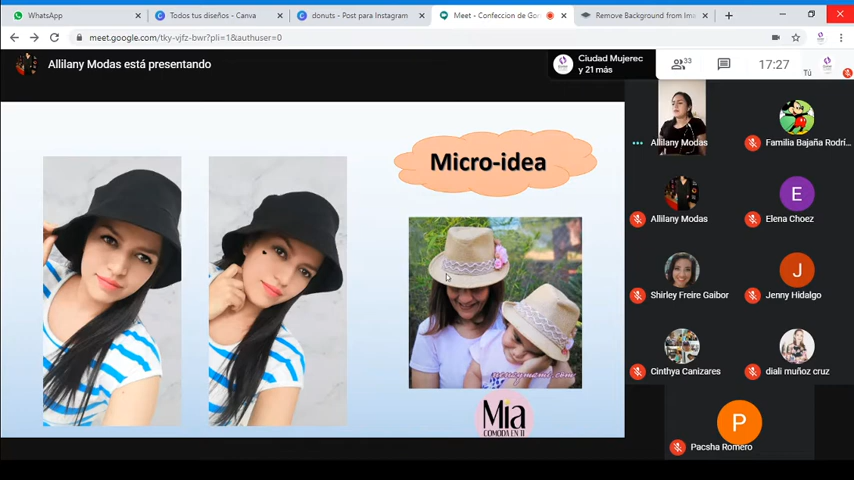 WhatsApp
Todos tus diseños - Canva
donuts - Post para Instagram
Meet - Confeccion de Gor
Remove Background from Ima
meet.google.com/tky-vjfz-bwr?pli=1&authuser=0
Allilany Modas está presentando
Ciudad Mujerec
y 21 más
33
17:27
Tú
Micro-idea
Mia
COMODA EN TI
Allilany Modas
Familia Bajaña Rodrí...
Allilany Modas
E
Elena Choez
Shirley Freire Gaibor
J
Jenny Hidalgo
Cinthya Canizares
diali muñoz cruz
P
Pacsha Romero